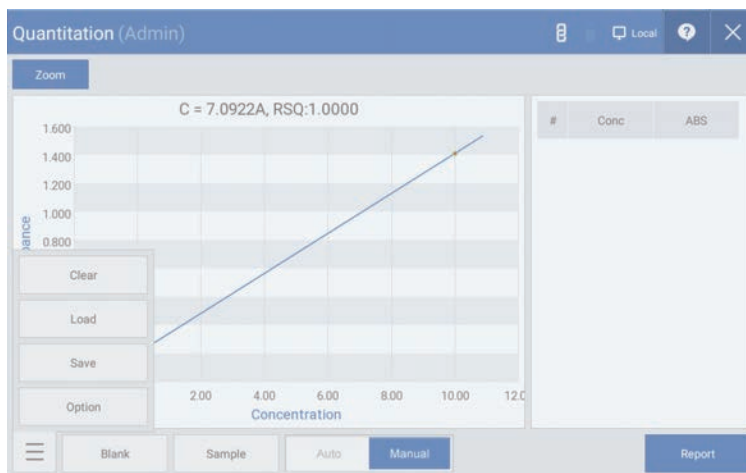 Quantitation (Admin)
Local
Zoom
C = 7.0922A, RSQ:1.0000
1.600
1.400
1.200
1.000
0.800
# Conc ABS
Clear
Load
Save
Option
2.00 4.00 6.00 8.00 10.00
Concentration
Blank Sample Auto Manual Report